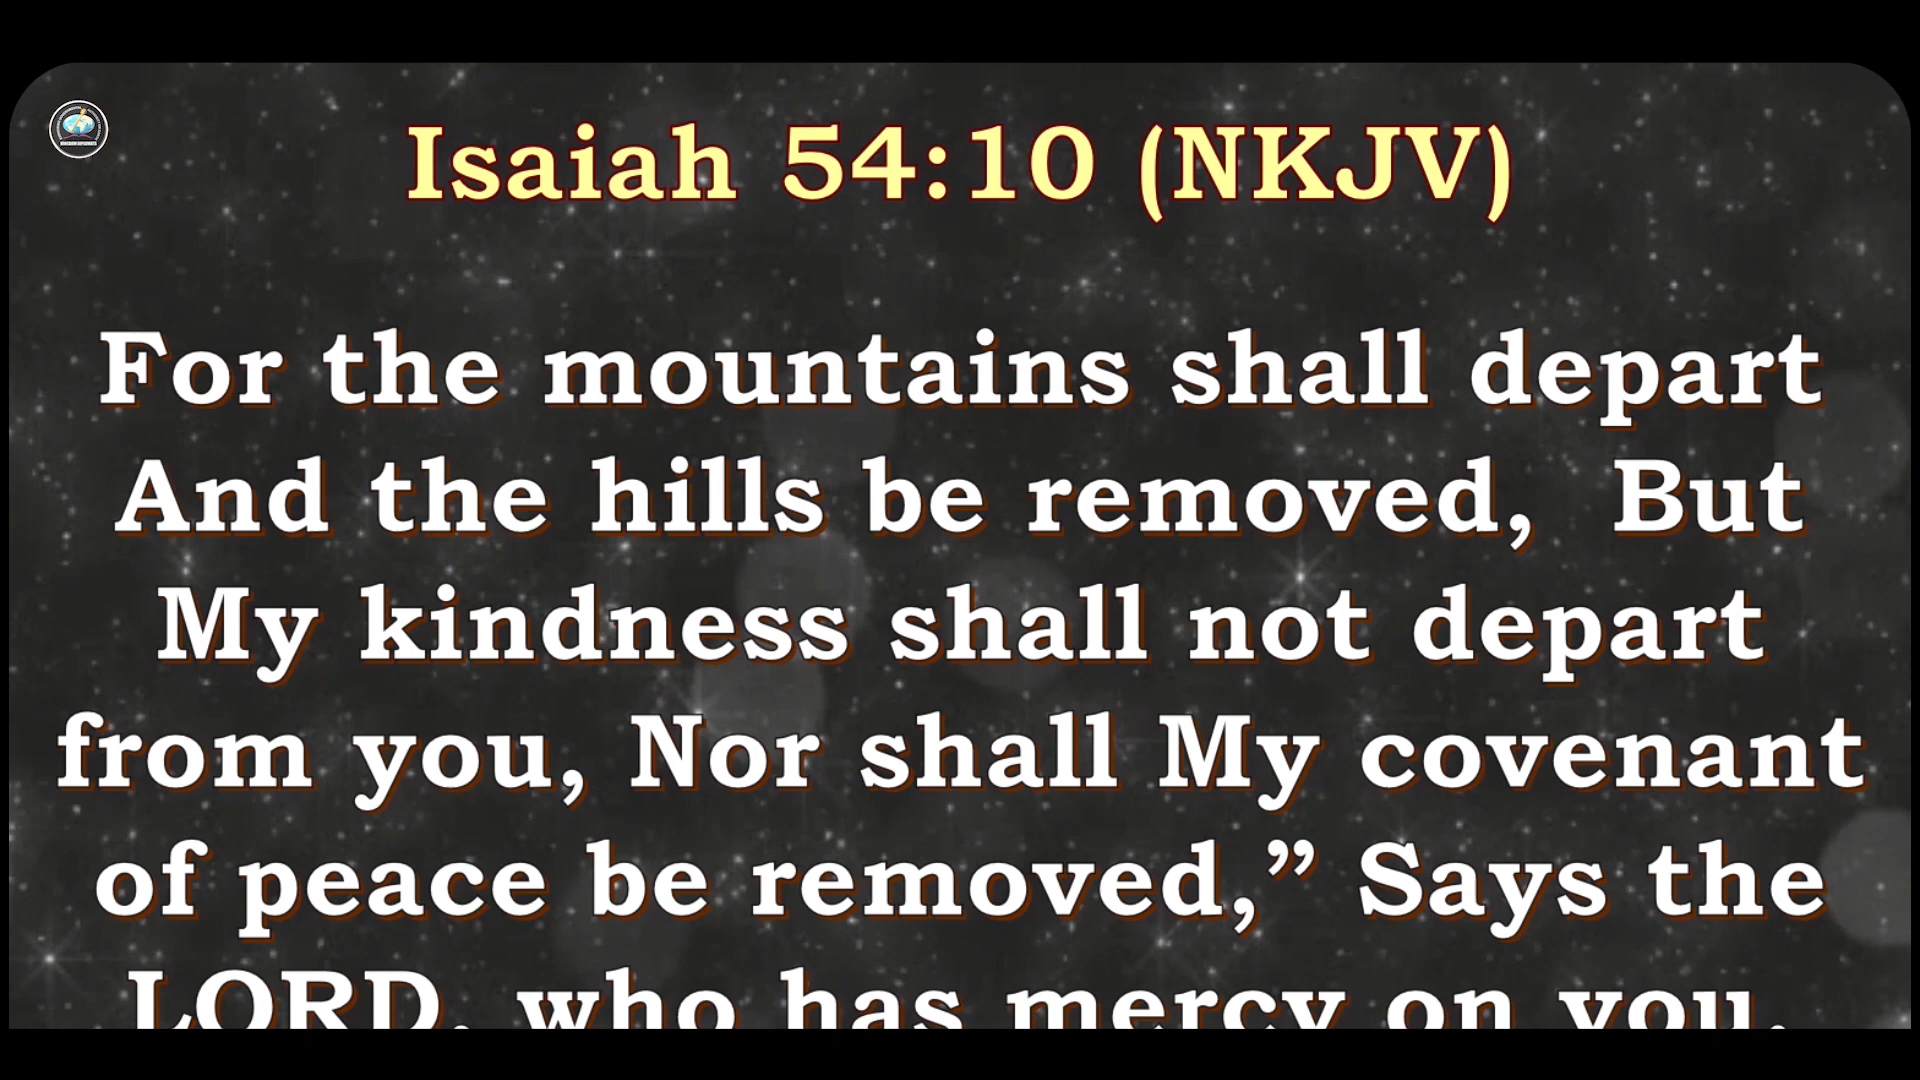 Isaiah 54:10 (NKJV)
For the mountains shall depart
And the hills be removed,  But
My kindness shall not depart
from you, Nor shall My covenant
of peace be removed,” Says the
LORD, who has mercy on you.
KINGDOM DIPLOMATS